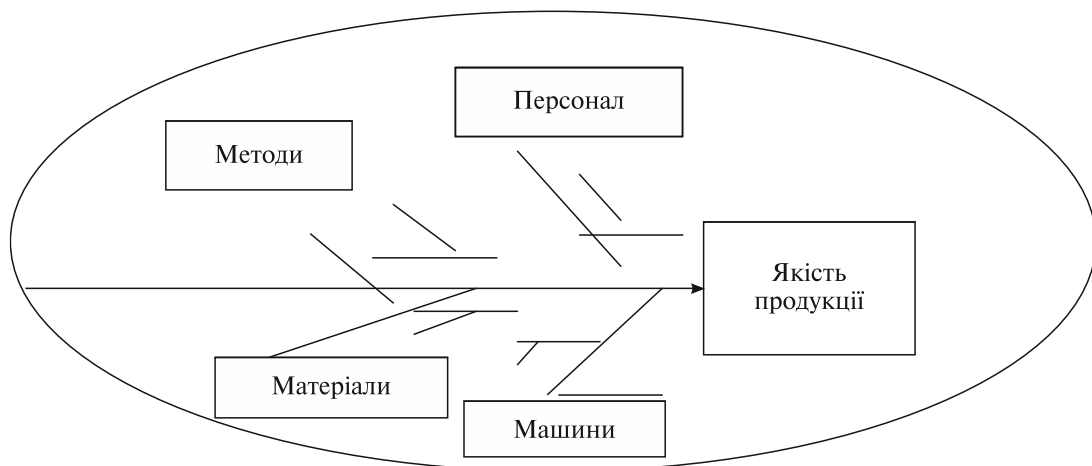 Персонал
Методи
Якість
продукції
Матеріали
Машини